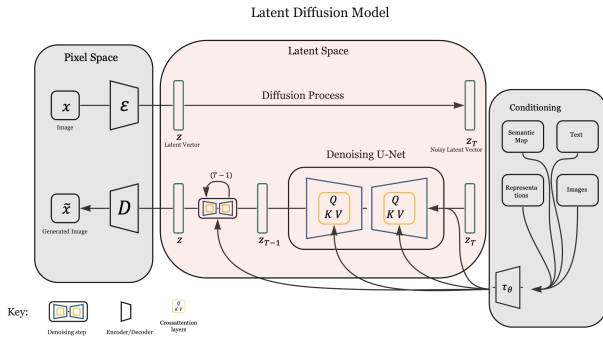 Latent Diffusion Model
Pixel Space
Latent Space
Conditioning
x
ε
Image
Z
Latent Vector
Diffusion Process
Z_T
Noisy Latent Vector
Semantic
Map
Text
Representa
tions
Images
Denoising U-Net
(T − 1)
Q
K V
Q
K V
x̃
Generated Image
D
Z
Z_{T−1}
Z_T
τ_θ
Key:
Denoising step
Encoder/Decoder
Q
K V
Crossattention
layers